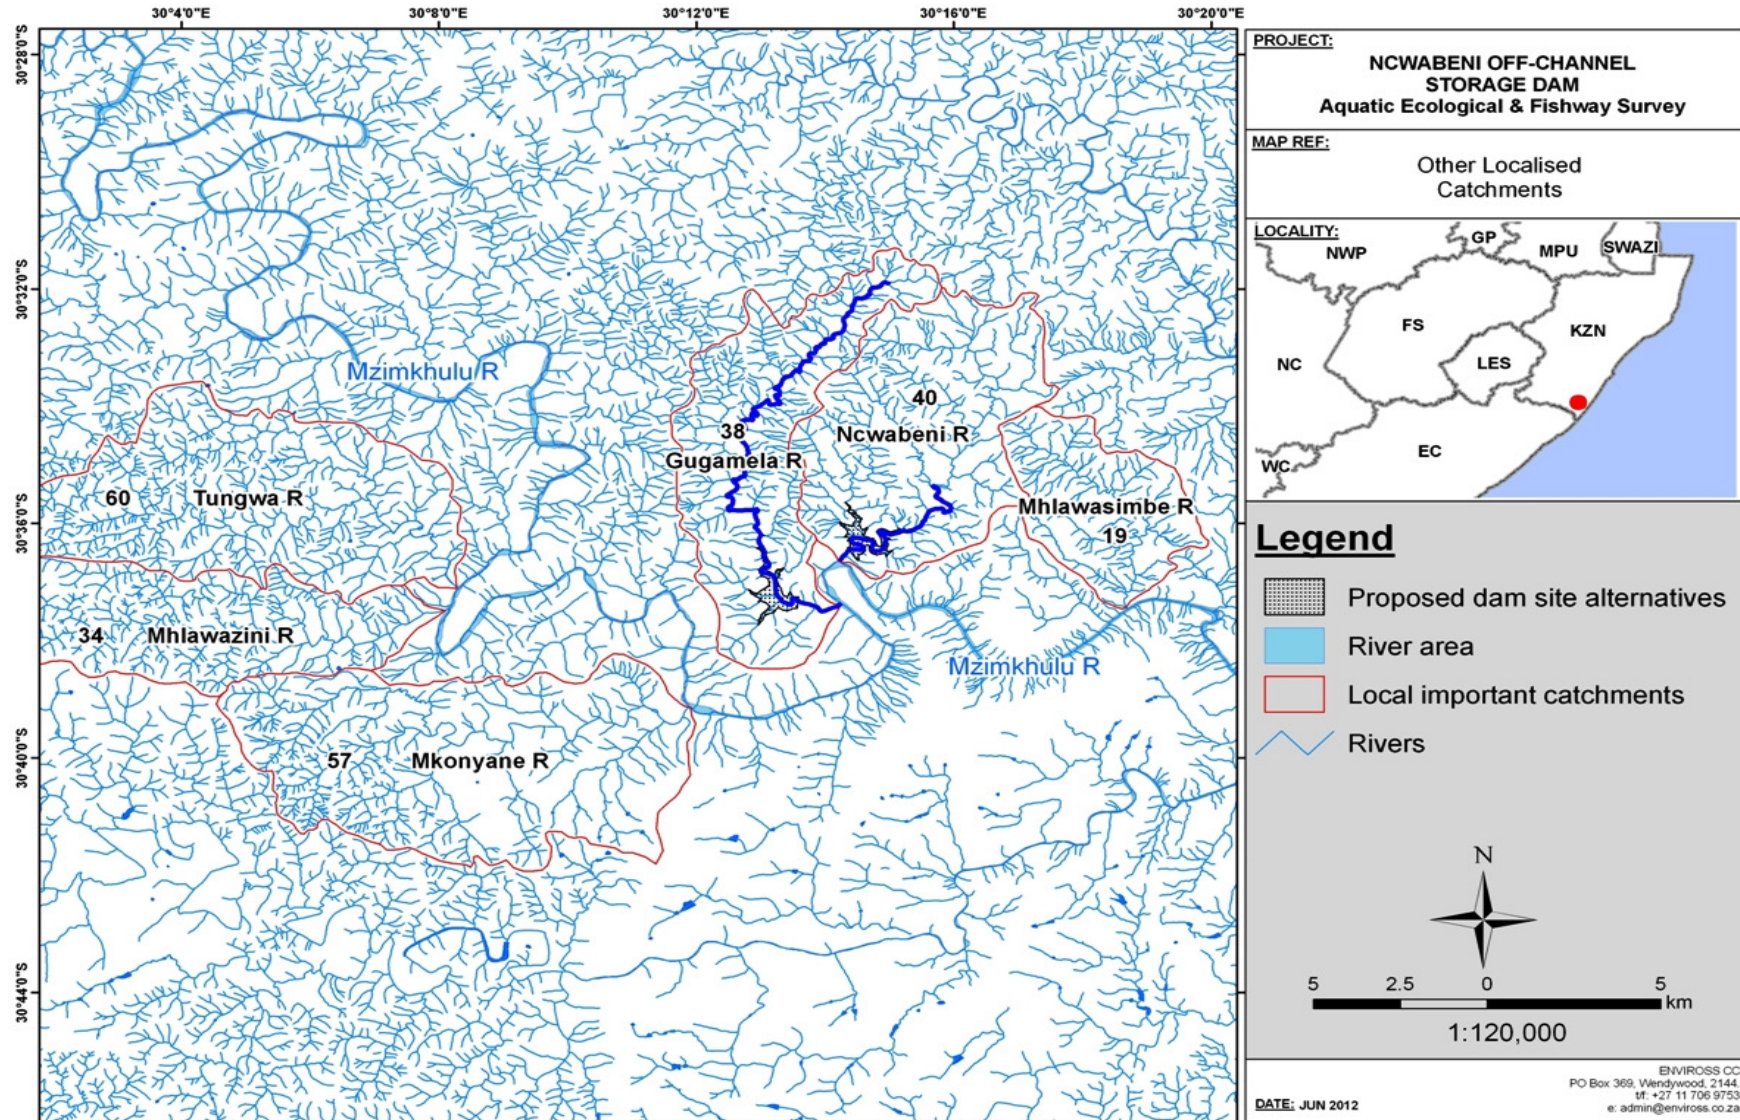 30°4'0"E 30°8'0"E 30°12'0"E 30°16'0"E 30°20'0"E
30°28'0"S
30°32'0"S
30°36'0"S
30°40'0"S
30°44'0"S
Mzimkhulu R
38
Gugamela R
40
Ncwabeni R
Mhlawasimbe R
19
60 Tungwa R
34 Mhlawazini R
Mzimkhulu R
57 Mkonyane R
PROJECT:
NCWABENI OFF-CHANNEL
STORAGE DAM
Aquatic Ecological & Fishway Survey
MAP REF:
Other Localised
Catchments
LOCALITY:
NWP
GP
MPU
SWAZI
FS
KZN
NC
LES
EC
WC
Legend
Proposed dam site alternatives
River area
Local important catchments
Rivers
N
5 2.5 0 5
km
1:120,000
ENVIROSS CC
PO Box 369, Wendywood, 2144.
t/f: +27 11 706 9753
e: admin@enviross.co.za
DATE: JUN 2012